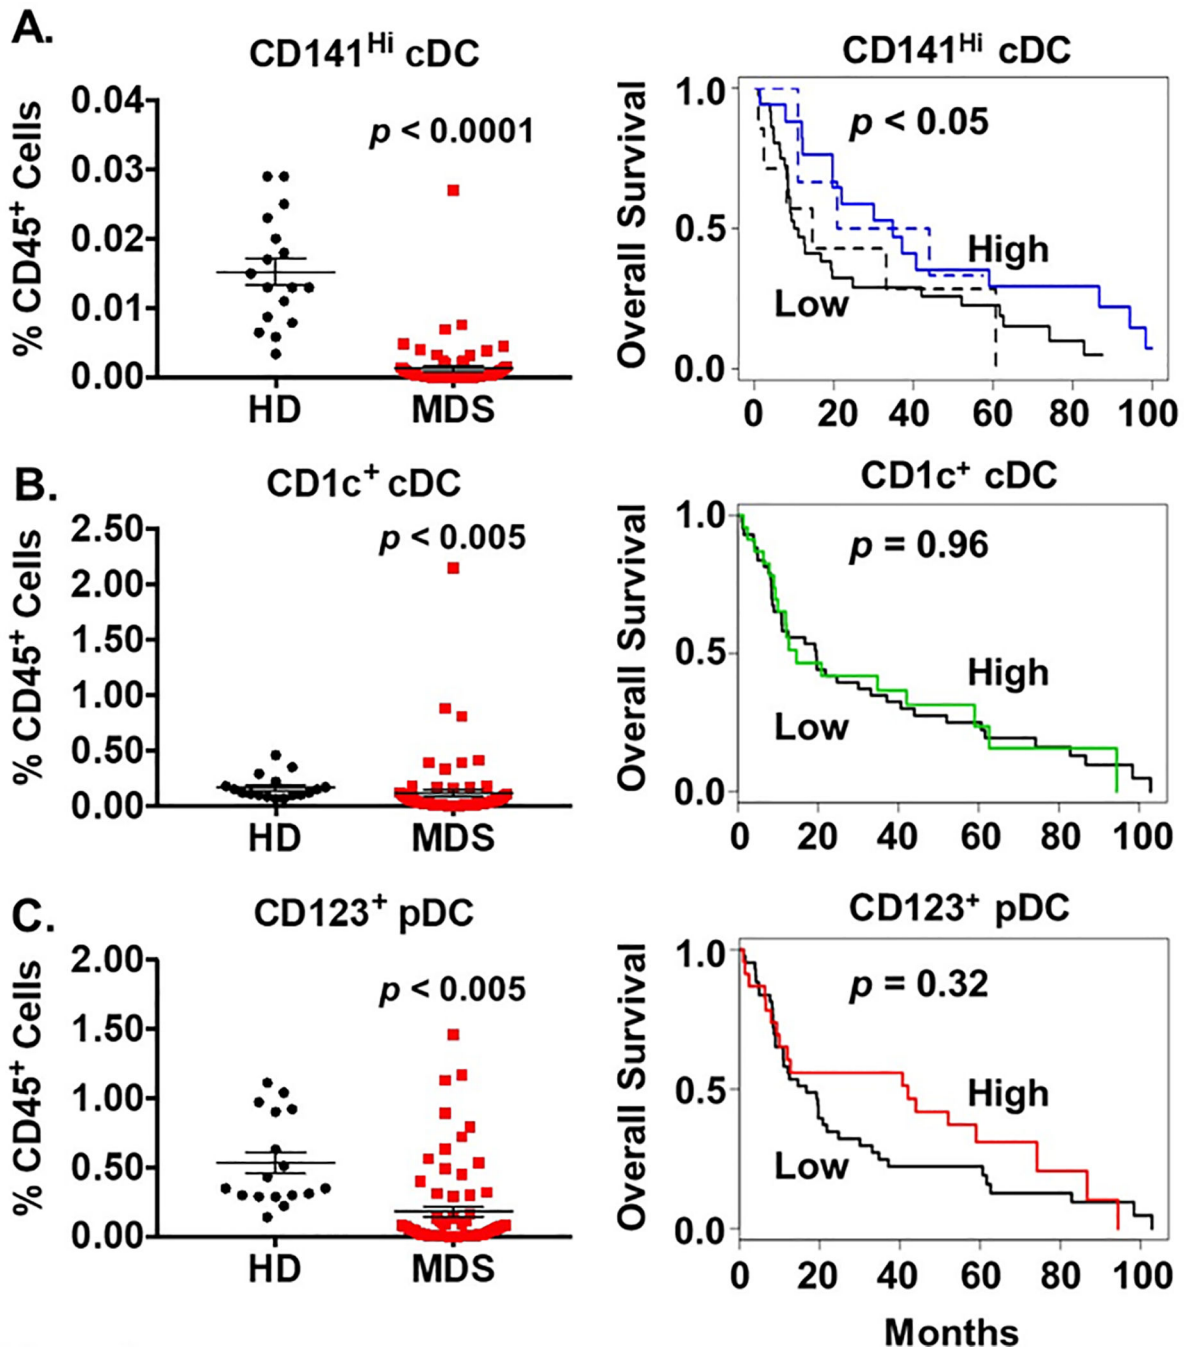 A.
CD141Hi cDC
p < 0.0001
% CD45+ Cells
0.04
0.03
0.02
0.01
0.00
HD
MDS
CD141Hi cDC
p < 0.05
Overall Survival
1.0
0.5
0.0
High
Low
0 20 40 60 80 100
B.
CD1c+ cDC
p < 0.005
% CD45+ Cells
2.50
2.00
1.50
1.00
0.50
0.00
HD
MDS
CD1c+ cDC
p = 0.96
Overall Survival
1.0
0.5
0.0
High
Low
0 20 40 60 80 100
C.
CD123+ pDC
p < 0.005
% CD45+ Cells
2.00
1.50
1.00
0.50
0.00
HD
MDS
CD123+ pDC
p = 0.32
Overall Survival
1.0
0.5
0.0
High
Low
0 20 40 60 80 100
Months